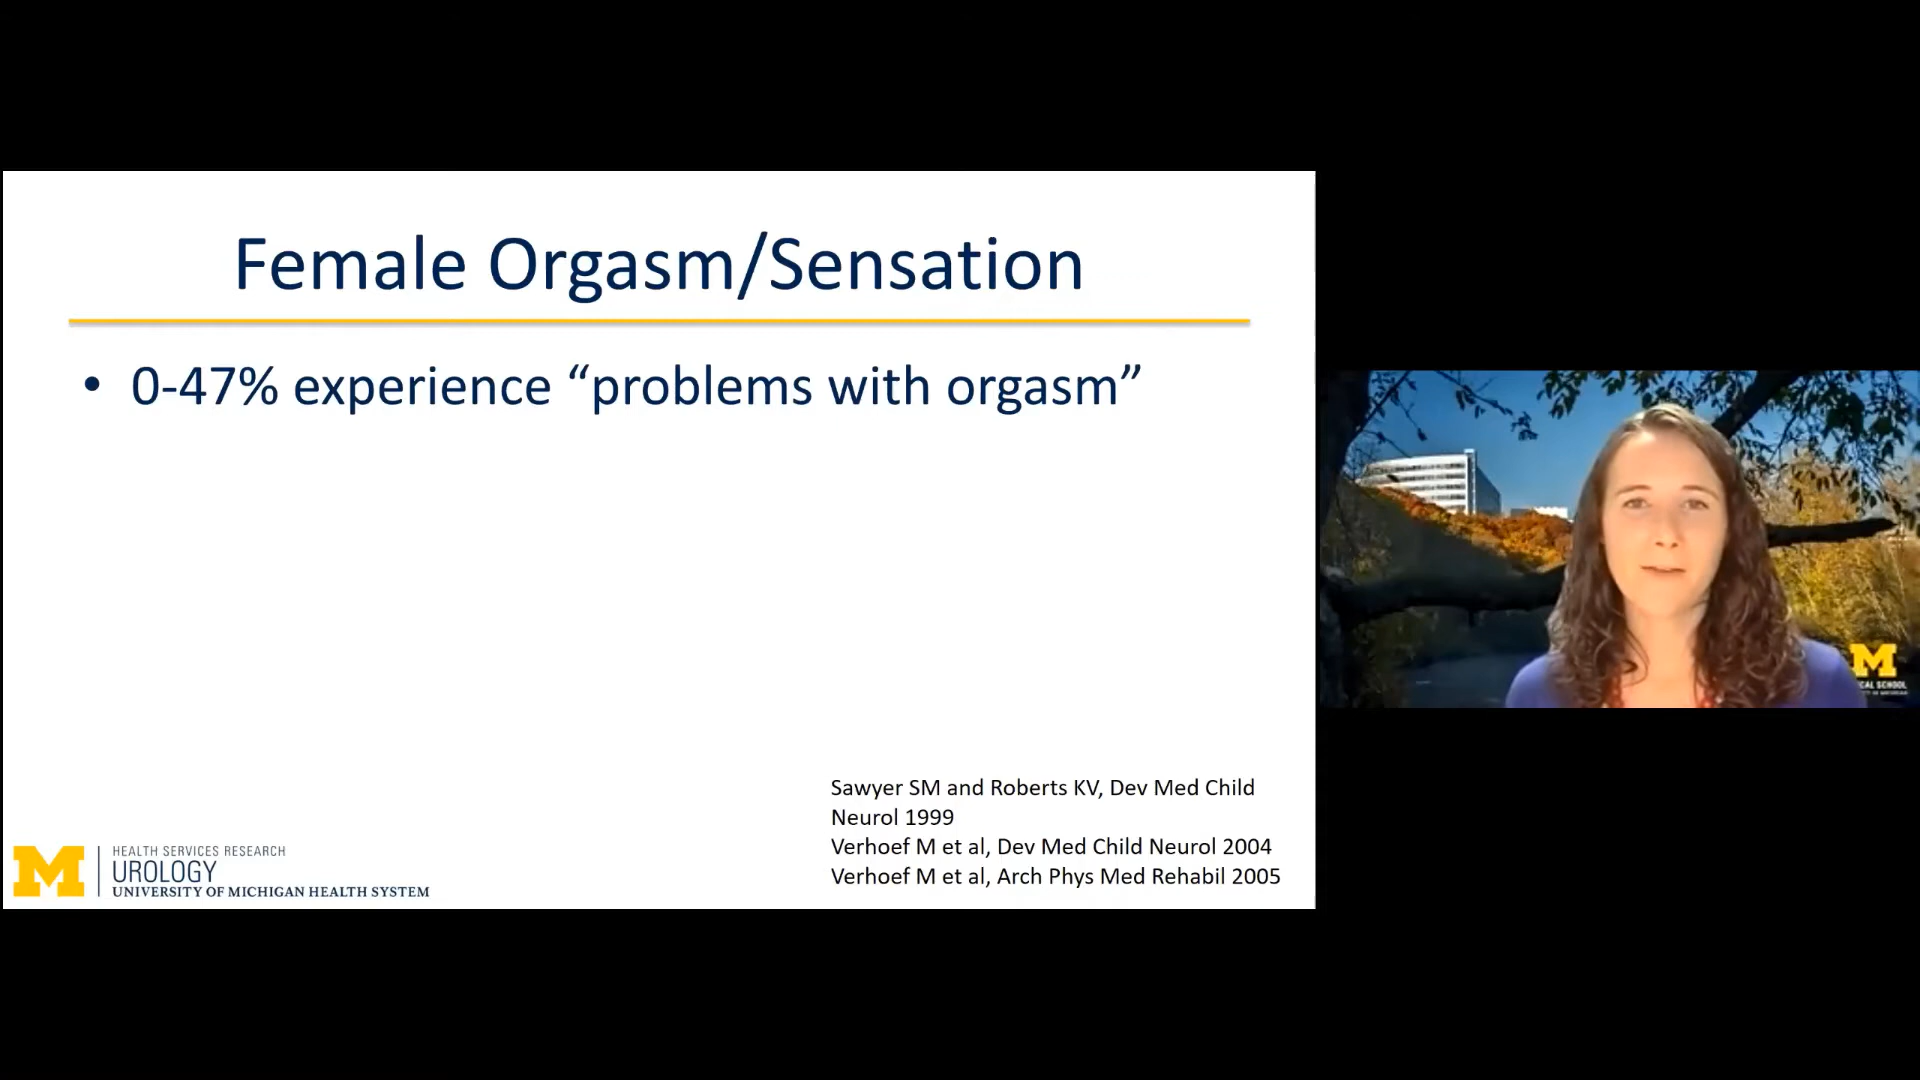 Female Orgasm/Sensation
• 0-47% experience “problems with orgasm”
Sawyer SM and Roberts KV, Dev Med Child
Neurol 1999
Verhoef M et al, Dev Med Child Neurol 2004
Verhoef M et al, Arch Phys Med Rehabil 2005
M
HEALTH SERVICES RESEARCH
UROLOGY
UNIVERSITY OF MICHIGAN HEALTH SYSTEM
M
CAL SCHOOL